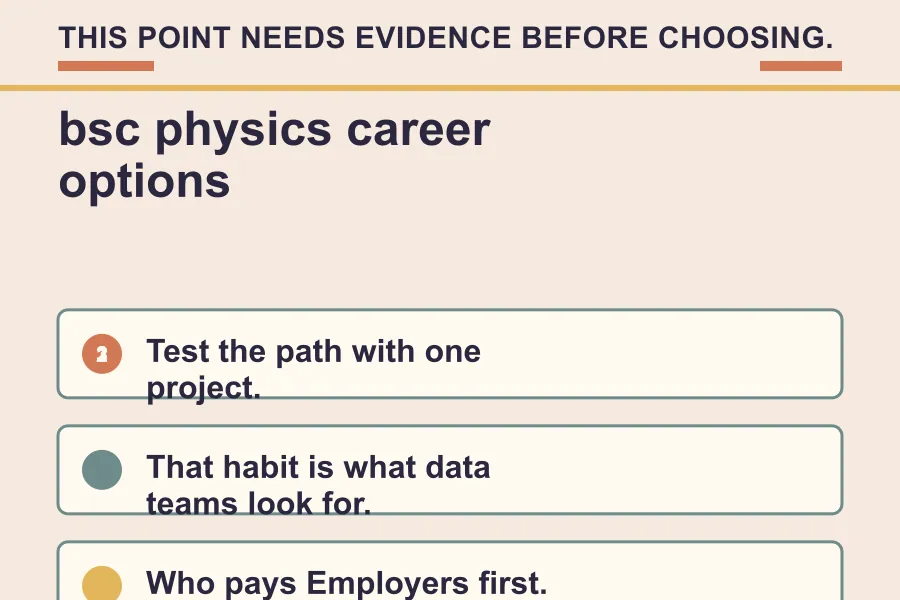 THIS POINT NEEDS EVIDENCE BEFORE CHOOSING.
bsc physics career
options
Test the path with one
project.
That habit is what data
teams look for.
Who pays Employers first.